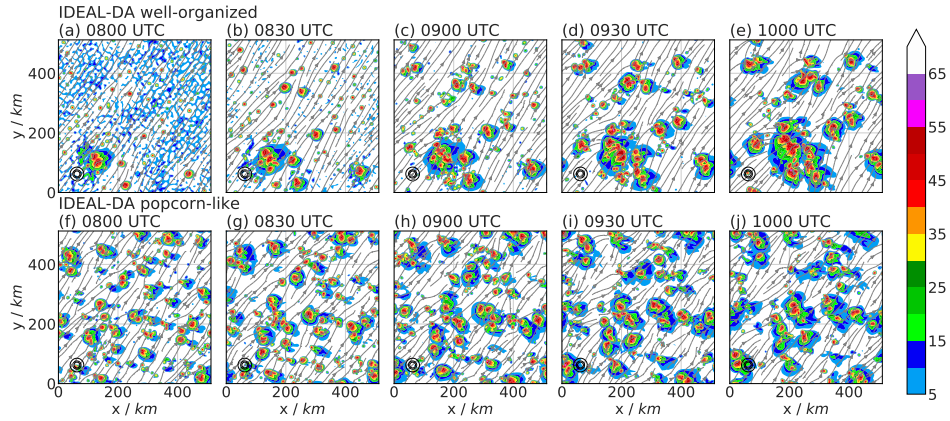 IDEAL-DA well-organized
(a) 0800 UTC (b) 0830 UTC (c) 0900 UTC (d) 0930 UTC (e) 1000 UTC
400
200
0
y / km
IDEAL-DA popcorn-like
(f) 0800 UTC (g) 0830 UTC (h) 0900 UTC (i) 0930 UTC (j) 1000 UTC
400
200
0
y / km
0 200 400 0 200 400 0 200 400 0 200 400 0 200 400
x / km x / km x / km x / km x / km
65
55
45
35
25
15
5